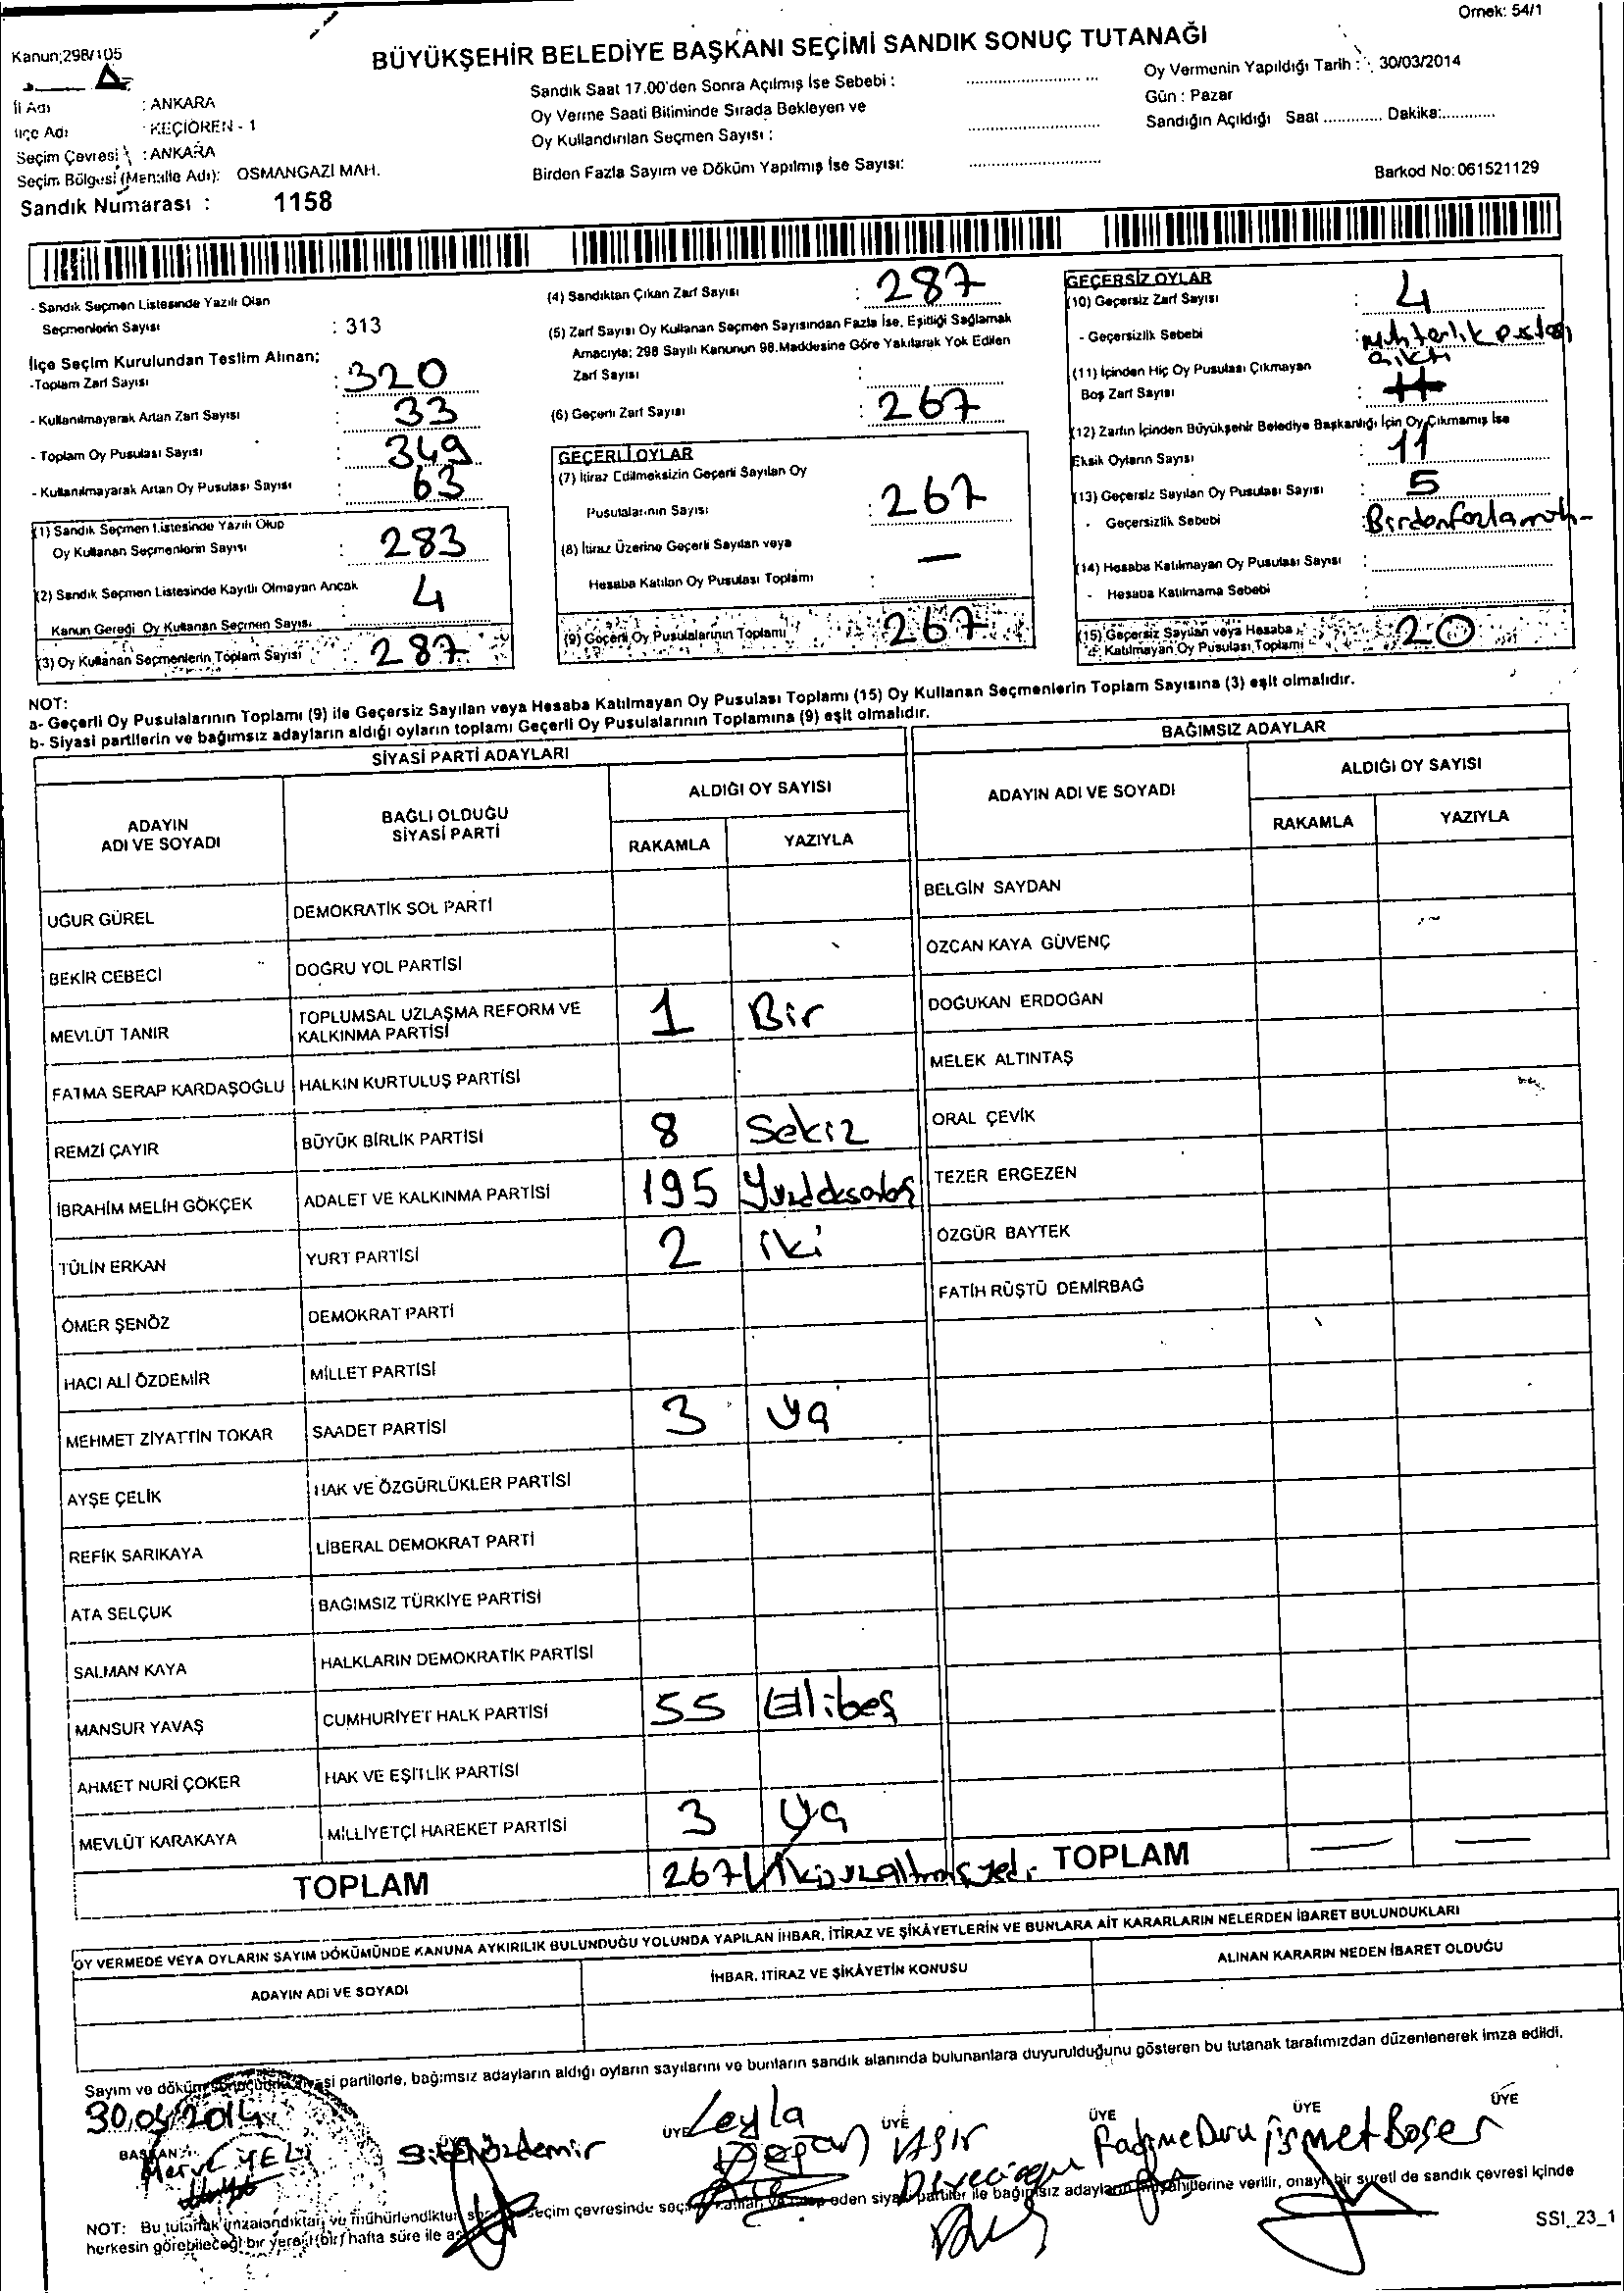 Örnek: 54/1
Kanun;298/105
BÜYÜKŞEHİR BELEDİYE BAŞKANI SEÇİMİ SANDIK SONUÇ TUTANAĞI
İl Adı : ANKARA
İlçe Adı : KEÇİÖREN - 1
Seçim Çevresi : ANKARA
Seçim Bölgesi (Mahalle Adı): OSMANGAZİ MAH.
Sandık Numarası : 1158
Sandık Saat 17.00'den Sonra Açılmış İse Sebebi :
Oy Verme Saati Bitiminde Sırada Bekleyen ve
Oy Kullandırılan Seçmen Sayısı :
Birden Fazla Sayım ve Döküm Yapılmış İse Sayısı:
Oy Vermenin Yapıldığı Tarih : 30/03/2014
Gün : Pazar
Sandığın Açıldığı Saat ............ Dakika:............
Barkod No: 061521129
- Sandık Seçmen Listesinde Yazılı Olan
Seçmenlerin Sayısı : 313
İlçe Seçim Kurulundan Teslim Alınan;
-Toplam Zarf Sayısı : 320
- Kullanılmayarak Artan Zarf Sayısı : 33
- Toplam Oy Pusulası Sayısı : 349
- Kullanılmayarak Artan Oy Pusulası Sayısı : 63
(1) Sandık Seçmen Listesinde Yazılı Olup
Oy Kullanan Seçmenlerin Sayısı : 283
(2) Sandık Seçmen Listesinde Kayıtlı Olmayan Ancak
Kanun Gereği Oy Kullanan Seçmen Sayısı : 4
(3) Oy Kullanan Seçmenlerin Toplam Sayısı 287
(4) Sandıktan Çıkan Zarf Sayısı : 287
(5) Zarf Sayısı Oy Kullanan Seçmen Sayısından Fazla İse, Eşitliği Sağlamak
Amacıyla; 298 Sayılı Kanunun 98.Maddesine Göre Yakılarak Yok Edilen
Zarf Sayısı :
(6) Geçerli Zarf Sayısı : 267
GEÇERLİ OYLAR
(7) İtiraz Edilmeksizin Geçerli Sayılan Oy
Pusulalarının Sayısı : 267
(8) İtiraz Üzerine Geçerli Sayılan veya
Hesaba Katılan Oy Pusulası Toplamı : —
(9) Geçerli Oy Pusulalarının Toplamı 267
GEÇERSİZ OYLAR
(10) Geçersiz Zarf Sayısı : 4
- Geçersizlik Sebebi : muhtarlık pusulası
çıktı
(11) İçinden Hiç Oy Pusulası Çıkmayan
Boş Zarf Sayısı :
(12) Zarfın İçinden Büyükşehir Belediye Başkanlığı İçin Oy Çıkmamış İse
Eksik Oyların Sayısı : 11
(13) Geçersiz Sayılan Oy Pusulası Sayısı : 5
- Geçersizlik Sebebi : Birden fazla müh-
(14) Hesaba Katılmayan Oy Pusulası Sayısı :
- Hesaba Katılmama Sebebi :
(15) Geçersiz Sayılan veya Hesaba
Katılmayan Oy Pusulası Toplamı 20
NOT:
a- Geçerli Oy Pusulalarının Toplamı (9) ile Geçersiz Sayılan veya Hesaba Katılmayan Oy Pusulası Toplamı (15) Oy Kullanan Seçmenlerin Toplam Sayısına (3) eşit olmalıdır.
b- Siyasi partilerin ve bağımsız adayların aldığı oyların toplamı Geçerli Oy Pusulalarının Toplamına (9) eşit olmalıdır.
SİYASİ PARTİ ADAYLARI
ADAYIN ADI VE SOYADI
BAĞLI OLDUĞU SİYASİ PARTİ
ALDIĞI OY SAYISI
RAKAMLA YAZIYLA
UĞUR GÜREL DEMOKRATİK SOL PARTİ
BEKİR CEBECİ DOĞRU YOL PARTİSİ
MEVLÜT TANIR TOPLUMSAL UZLAŞMA REFORM VE KALKINMA PARTİSİ 1 Bir
FATMA SERAP KARDAŞOĞLU HALKIN KURTULUŞ PARTİSİ
REMZİ ÇAYIR BÜYÜK BİRLİK PARTİSİ 8 Sekiz
İBRAHİM MELİH GÖKÇEK ADALET VE KALKINMA PARTİSİ 195 Yüzdoksanbeş
TÜLİN ERKAN YURT PARTİSİ 2 iki
ÖMER ŞENÖZ DEMOKRAT PARTİ
HACI ALİ ÖZDEMİR MİLLET PARTİSİ
MEHMET ZİYATTİN TOKAR SAADET PARTİSİ 3 üç
AYŞE ÇELİK HAK VE ÖZGÜRLÜKLER PARTİSİ
REFİK SARIKAYA LİBERAL DEMOKRAT PARTİ
ATA SELÇUK BAĞIMSIZ TÜRKİYE PARTİSİ
SALMAN KAYA HALKLARIN DEMOKRATİK PARTİSİ
MANSUR YAVAŞ CUMHURİYET HALK PARTİSİ 55 Ellibeş
AHMET NURİ ÇOKER HAK VE EŞİTLİK PARTİSİ
MEVLÜT KARAKAYA MİLLİYETÇİ HAREKET PARTİSİ 3 Üç
TOPLAM 267 İkiyüzaltmışyedi
BAĞIMSIZ ADAYLAR
ADAYIN ADI VE SOYADI
ALDIĞI OY SAYISI
RAKAMLA YAZIYLA
BELGİN SAYDAN
ÖZCAN KAYA GÜVENÇ
DOĞUKAN ERDOĞAN
MELEK ALTINTAŞ
ORAL ÇEVİK
TEZER ERGEZEN
ÖZGÜR BAYTEK
FATİH RÜŞTÜ DEMİRBAĞ
TOPLAM — —
OY VERMEDE VEYA OYLARIN SAYIM DÖKÜMÜNDE KANUNA AYKIRILIK BULUNDUĞU YOLUNDA YAPILAN İHBAR, İTİRAZ VE ŞİKÂYETLERİN VE BUNLARA AİT KARARLARIN NELERDEN İBARET BULUNDUKLARI
ADAYIN ADI VE SOYADI İHBAR, İTİRAZ VE ŞİKÂYETİN KONUSU ALINAN KARARIN NEDEN İBARET OLDUĞU
Sayım ve döküm sonucunda siyasi partilerle, bağımsız adayların aldığı oyların sayılarını ve bunların sandık alanında bulunanlara duyurulduğunu gösteren bu tutanak tarafımızdan düzenlenerek imza edildi.
30.03.2014
BAŞKAN ÜYE ÜYE ÜYE ÜYE ÜYE
Merve YELİ Özdemir Leyla Doğan Yaşar Fadime Duru İsmet Boşer
NOT: Bu tutanak imzalandıktan ve mühürlendikten seçim çevresinde eden siyasi partiler ile bağımsız adayların müşahitlerine verilir, onaylı bir sureti de sandık çevresi içinde
herkesin görebileceği bir yere (bir) hafta süre ile
SSI_23_1